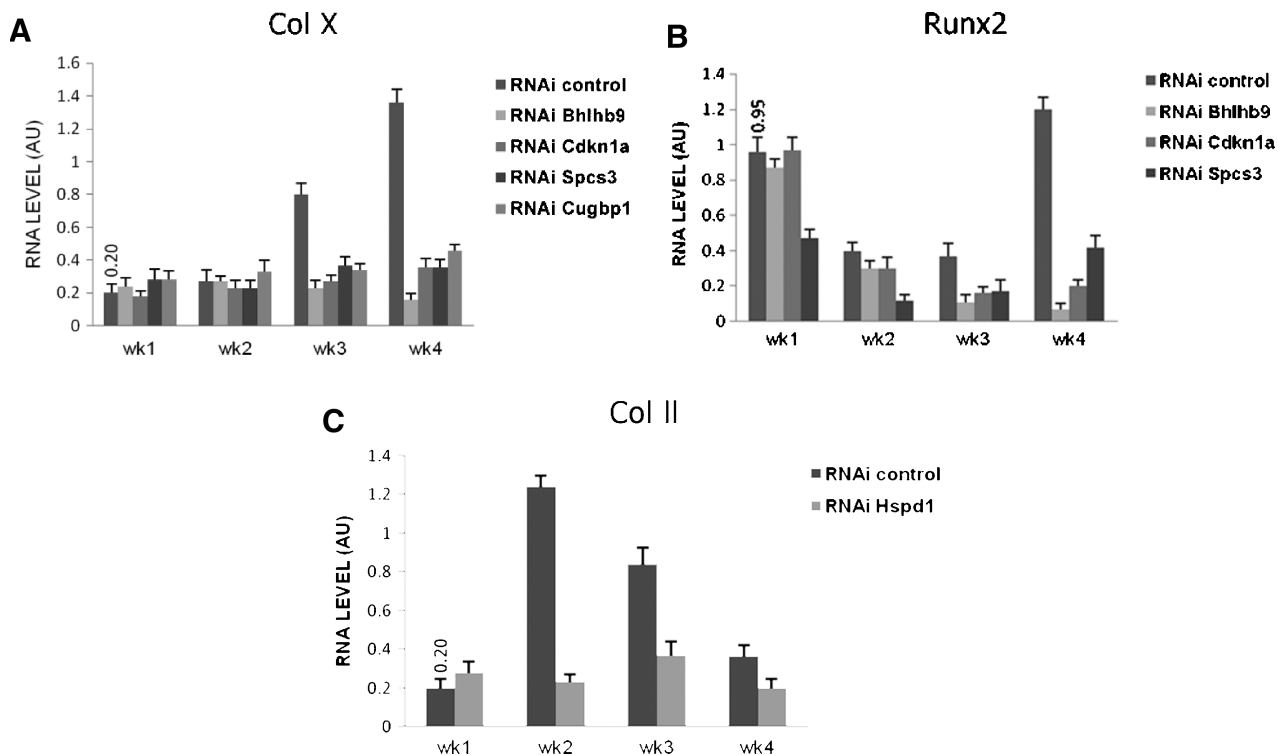 A
Col X
RNA LEVEL (AU)
1.6
1.4
1.2
1
0.8
0.6
0.4
0.2
0
0.20
wk1 wk2 wk3 wk4
RNAi control
RNAi Bhlhb9
RNAi Cdkn1a
RNAi Spcs3
RNAi Cugbp1
B
Runx2
RNA LEVEL (AU)
1.4
1.2
1
0.8
0.6
0.4
0.2
0
0.95
wk1 wk2 wk3 wk4
RNAi control
RNAi Bhlhb9
RNAi Cdkn1a
RNAi Spcs3
C
Col II
RNA LEVEL (AU)
1.4
1.2
1
0.8
0.6
0.4
0.2
0
0.20
wk1 wk2 wk3 wk4
RNAi control
RNAi Hspd1